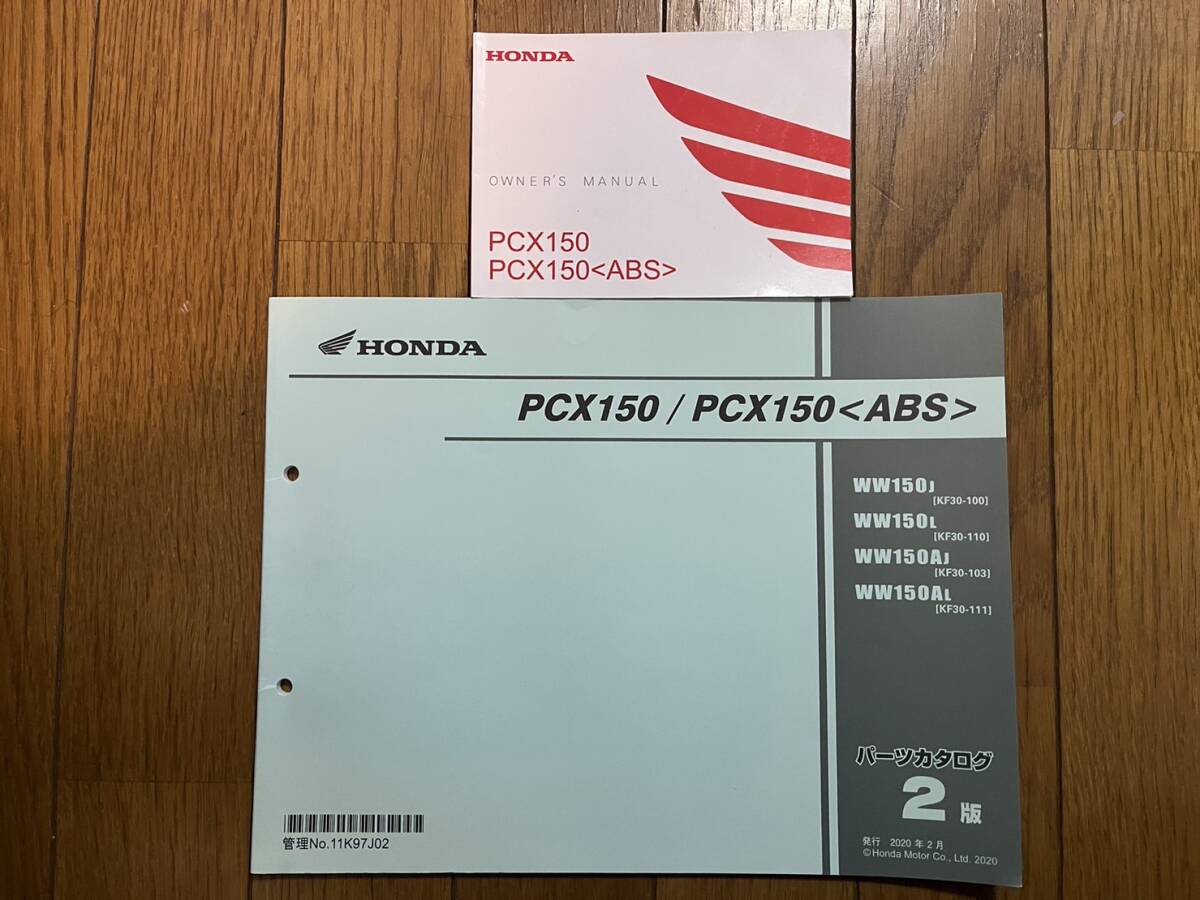 HONDA
OWNER'S MANUAL
PCX150
PCX150<ABS>
HONDA
PCX150 / PCX150<ABS>
WW150J
[KF30-100]
WW150L
[KF30-110]
WW150AJ
[KF30-103]
WW150AL
[KF30-111]
パーツカタログ
2版
発行 2020年2月
©Honda Motor Co., Ltd. 2020
管理No.11K97J02